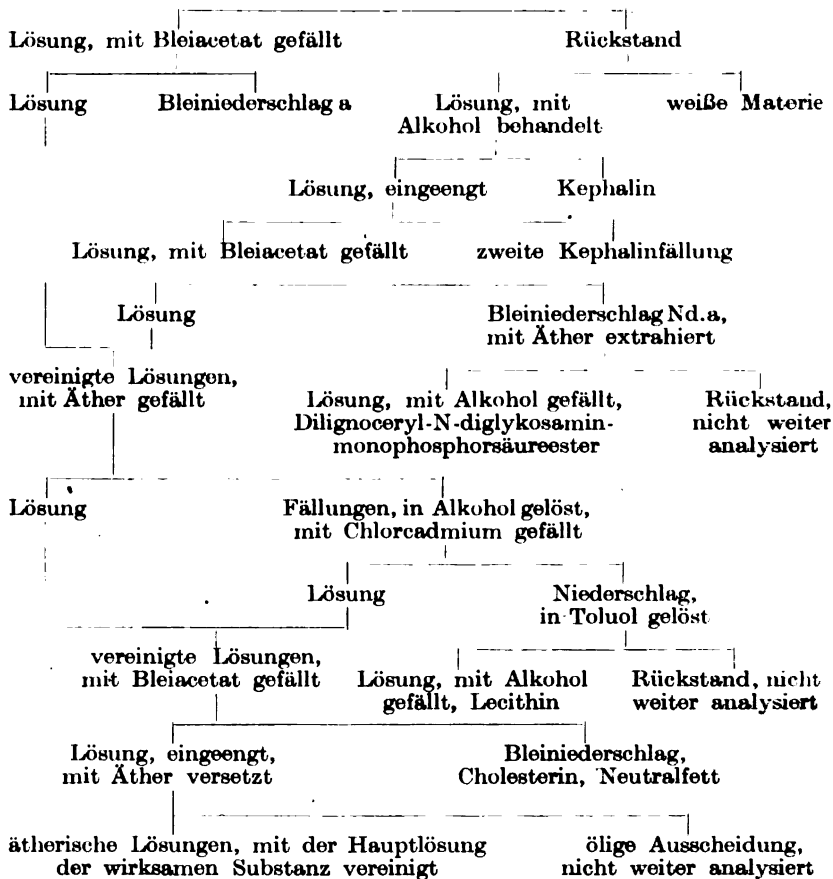 Lösung, mit Bleiacetat gefällt Rückstand
Lösung Bleiniederschlag a Lösung, mit weiße Materie
Alkohol behandelt
Lösung, eingeengt Kephalin
Lösung, mit Bleiacetat gefällt zweite Kephalinfällung
Lösung Bleiniederschlag Nd.a,
mit Äther extrahiert
vereinigte Lösungen,
mit Äther gefällt
Lösung, mit Alkohol gefällt, Rückstand,
Dilignoceryl-N-diglykosamin- nicht weiter
monophosphorsäureester analysiert
Lösung Fällungen, in Alkohol gelöst,
mit Chlorcadmium gefällt
Lösung Niederschlag,
in Toluol gelöst
vereinigte Lösungen, Lösung, mit Alkohol Rückstand, nicht
mit Bleiacetat gefällt gefällt, Lecithin weiter analysiert
Lösung, eingeengt, Bleiniederschlag,
mit Äther versetzt Cholesterin, Neutralfett
ätherische Lösungen, mit der Hauptlösung ölige Ausscheidung,
der wirksamen Substanz vereinigt nicht weiter analysiert